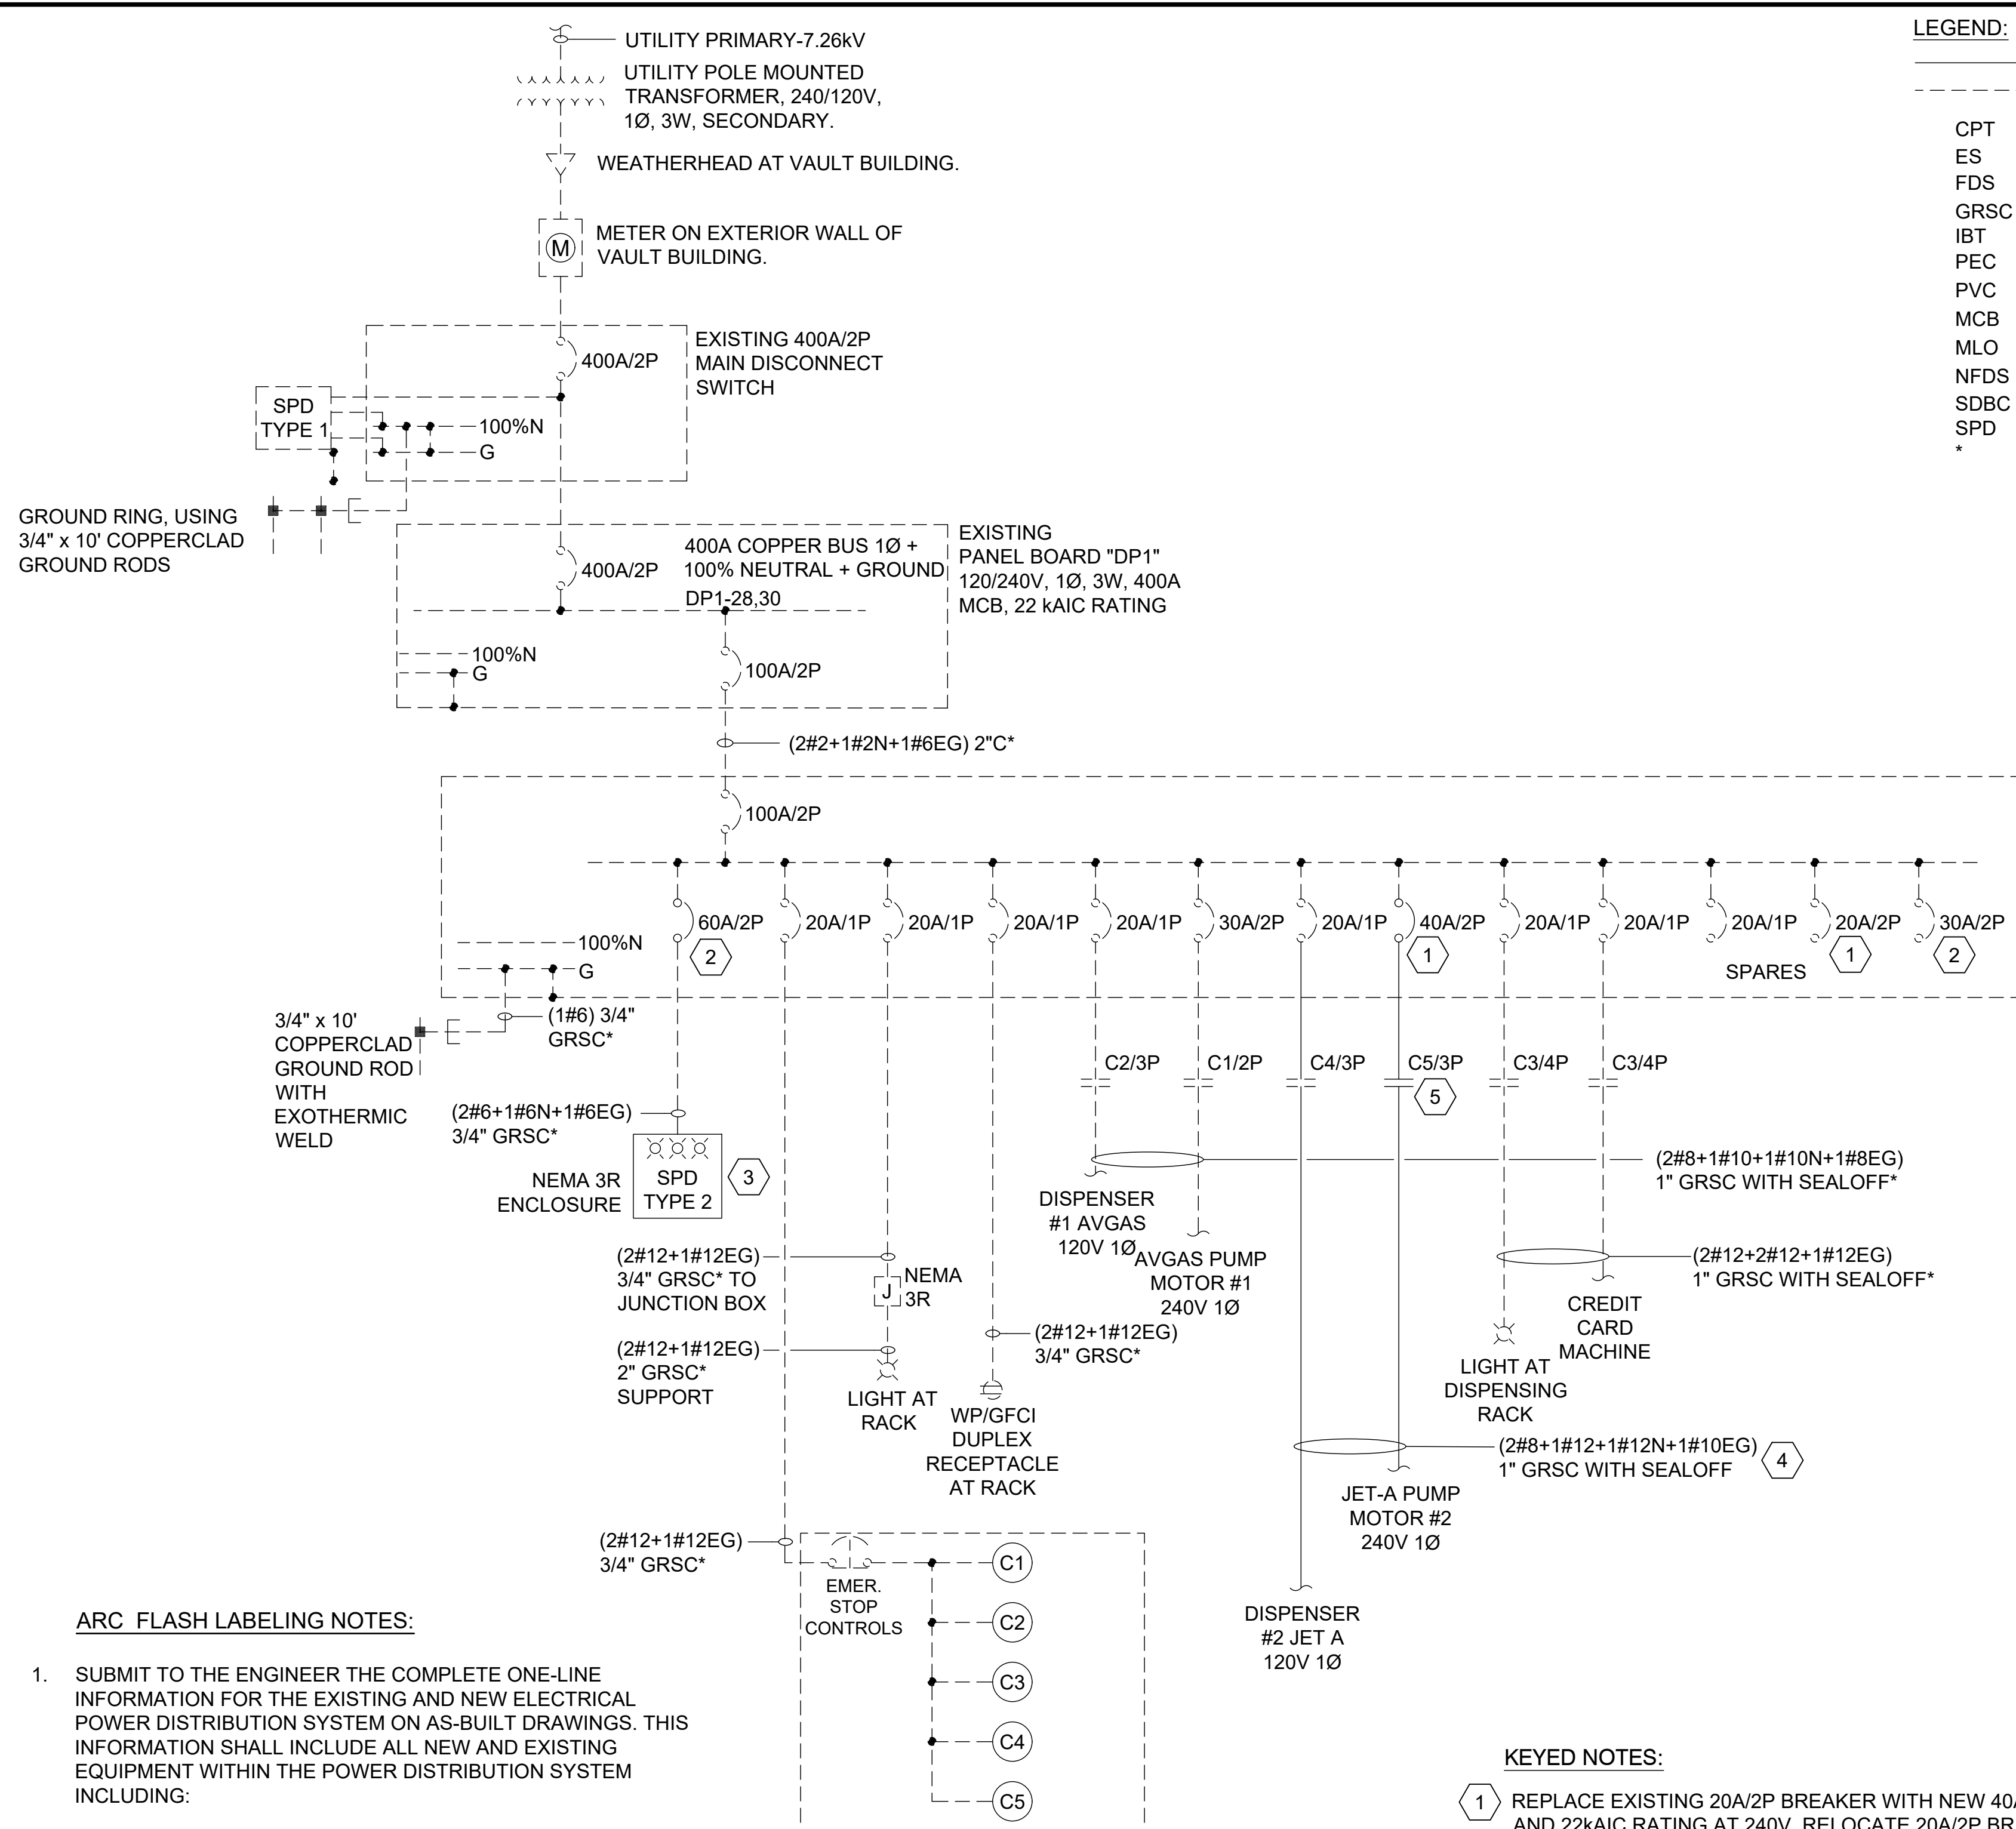 UTILITY PRIMARY-7.26kV
UTILITY POLE MOUNTED
TRANSFORMER, 240/120V,
1Ø, 3W, SECONDARY.
WEATHERHEAD AT VAULT BUILDING.
M
METER ON EXTERIOR WALL OF
VAULT BUILDING.
LEGEND:
CPT
ES
FDS
GRSC
IBT
PEC
PVC
MCB
MLO
NFDS
SDBC
SPD
*
400A/2P
EXISTING 400A/2P
MAIN DISCONNECT
SWITCH
SPD
TYPE 1
100%N
G
GROUND RING, USING
3/4" x 10' COPPERCLAD
GROUND RODS
400A/2P
400A COPPER BUS 1Ø +
100% NEUTRAL + GROUND
DP1-28,30
EXISTING
PANEL BOARD "DP1"
120/240V, 1Ø, 3W, 400A
MCB, 22 kAIC RATING
100%N
G
100A/2P
(2#2+1#2N+1#6EG) 2"C*
100A/2P
60A/2P
2
20A/1P
20A/1P
20A/1P
20A/1P
30A/2P
20A/1P
40A/2P
1
20A/1P
20A/1P
20A/1P
20A/2P
1
30A/2P
2
SPARES
100%N
G
(1#6) 3/4"
GRSC*
3/4" x 10'
COPPERCLAD
GROUND ROD
WITH
EXOTHERMIC
WELD
C2/3P
C1/2P
C4/3P
C5/3P
5
C3/4P
C3/4P
(2#6+1#6N+1#6EG)
3/4" GRSC*
NEMA 3R
ENCLOSURE
SPD
TYPE 2
3
(2#8+1#10+1#10N+1#8EG)
1" GRSC WITH SEALOFF*
DISPENSER
#1 AVGAS
120V 1Ø
AVGAS PUMP
MOTOR #1
240V 1Ø
(2#12+1#12EG)
3/4" GRSC* TO
JUNCTION BOX
J
NEMA
3R
(2#12+2#12+1#12EG)
1" GRSC WITH SEALOFF*
CREDIT
CARD
MACHINE
(2#12+1#12EG)
2" GRSC*
SUPPORT
LIGHT AT
RACK
(2#12+1#12EG)
3/4" GRSC*
WP/GFCI
DUPLEX
RECEPTACLE
AT RACK
LIGHT AT
DISPENSING
RACK
(2#8+1#12+1#12N+1#10EG)
1" GRSC WITH SEALOFF
4
JET-A PUMP
MOTOR #2
240V 1Ø
(2#12+1#12EG)
3/4" GRSC*
EMER.
STOP
CONTROLS
C1
C2
C3
C4
C5
DISPENSER
#2 JET A
120V 1Ø
ARC FLASH LABELING NOTES:
1. SUBMIT TO THE ENGINEER THE COMPLETE ONE-LINE
INFORMATION FOR THE EXISTING AND NEW ELECTRICAL
POWER DISTRIBUTION SYSTEM ON AS-BUILT DRAWINGS. THIS
INFORMATION SHALL INCLUDE ALL NEW AND EXISTING
EQUIPMENT WITHIN THE POWER DISTRIBUTION SYSTEM
INCLUDING:
KEYED NOTES:
1 REPLACE EXISTING 20A/2P BREAKER WITH NEW 40A
AND 22kAIC RATING AT 240V. RELOCATE 20A/2P BR